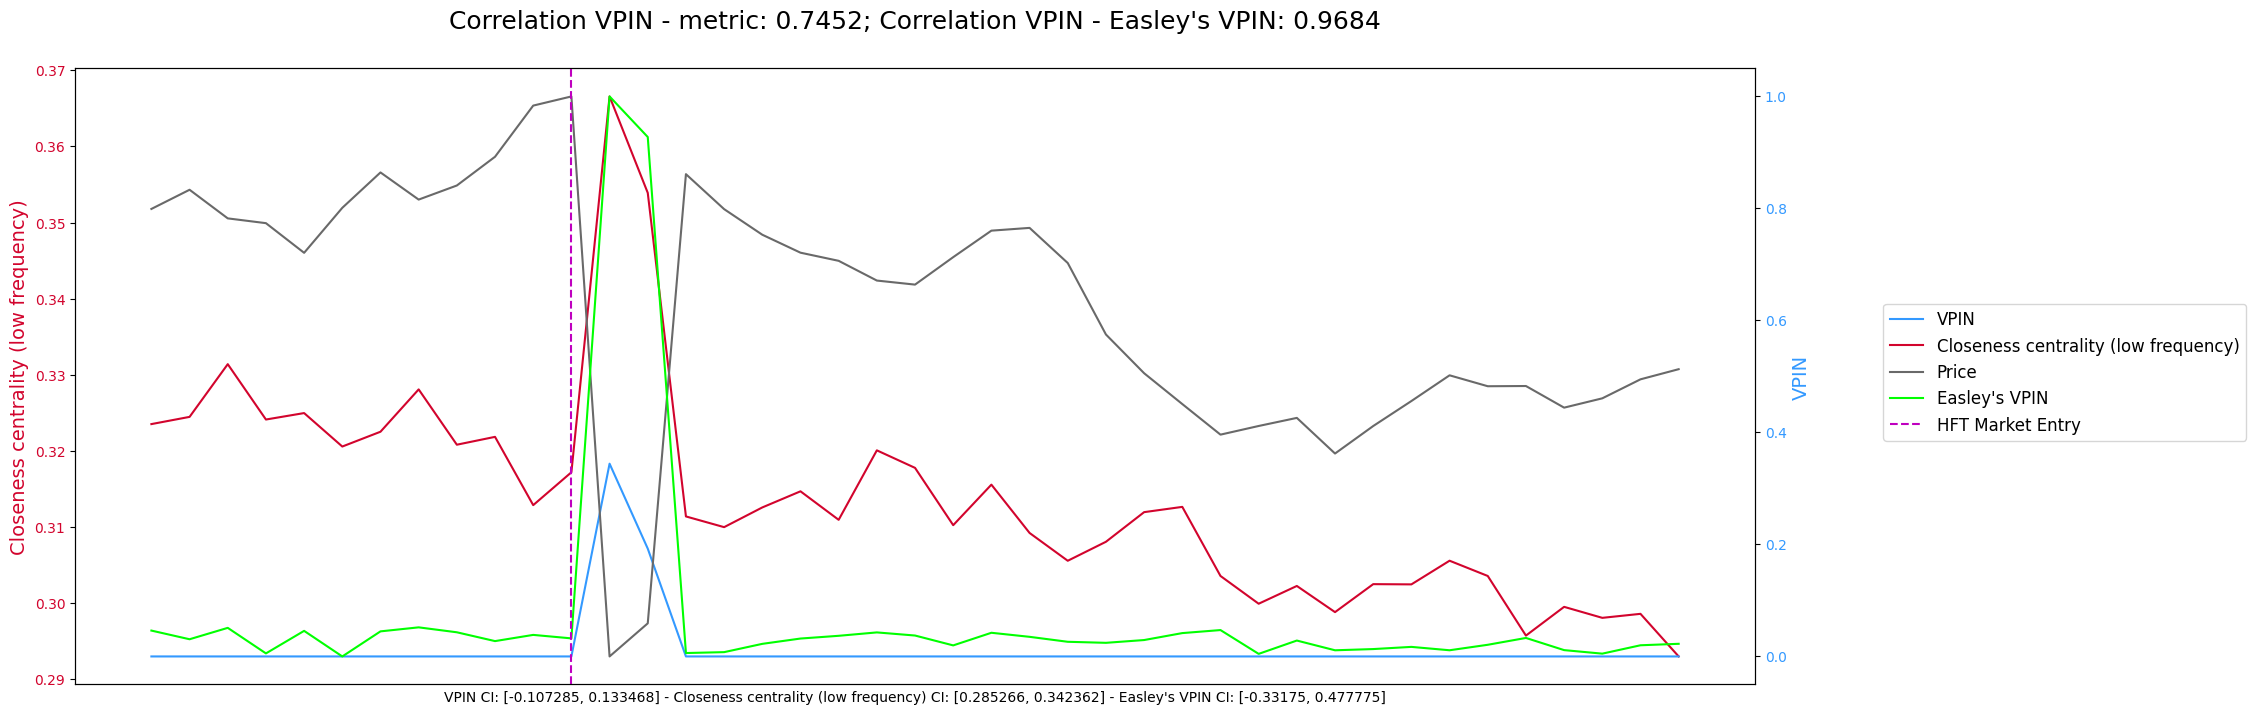 Correlation VPIN - metric: 0.7452; Correlation VPIN - Easley's VPIN: 0.9684
Closeness centrality (low frequency)
0.37
0.36
0.35
0.34
0.33
0.32
0.31
0.30
0.29
1.0
0.8
0.6
0.4
0.2
0.0
VPIN
VPIN
Closeness centrality (low frequency)
Price
Easley's VPIN
HFT Market Entry
VPIN CI: [-0.107285, 0.133468] - Closeness centrality (low frequency) CI: [0.285266, 0.342362] - Easley's VPIN CI: [-0.33175, 0.477775]